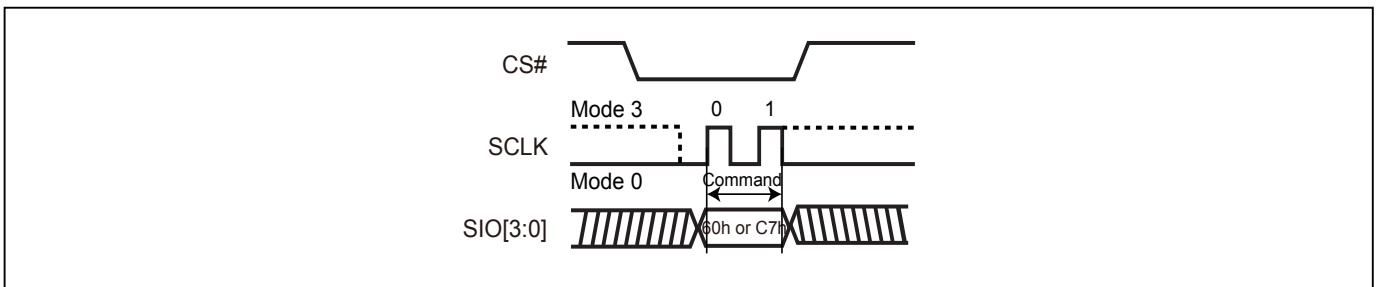 CS#
Mode 3 0 1
SCLK
Mode 0 Command
SIO[3:0] 60h or C7h